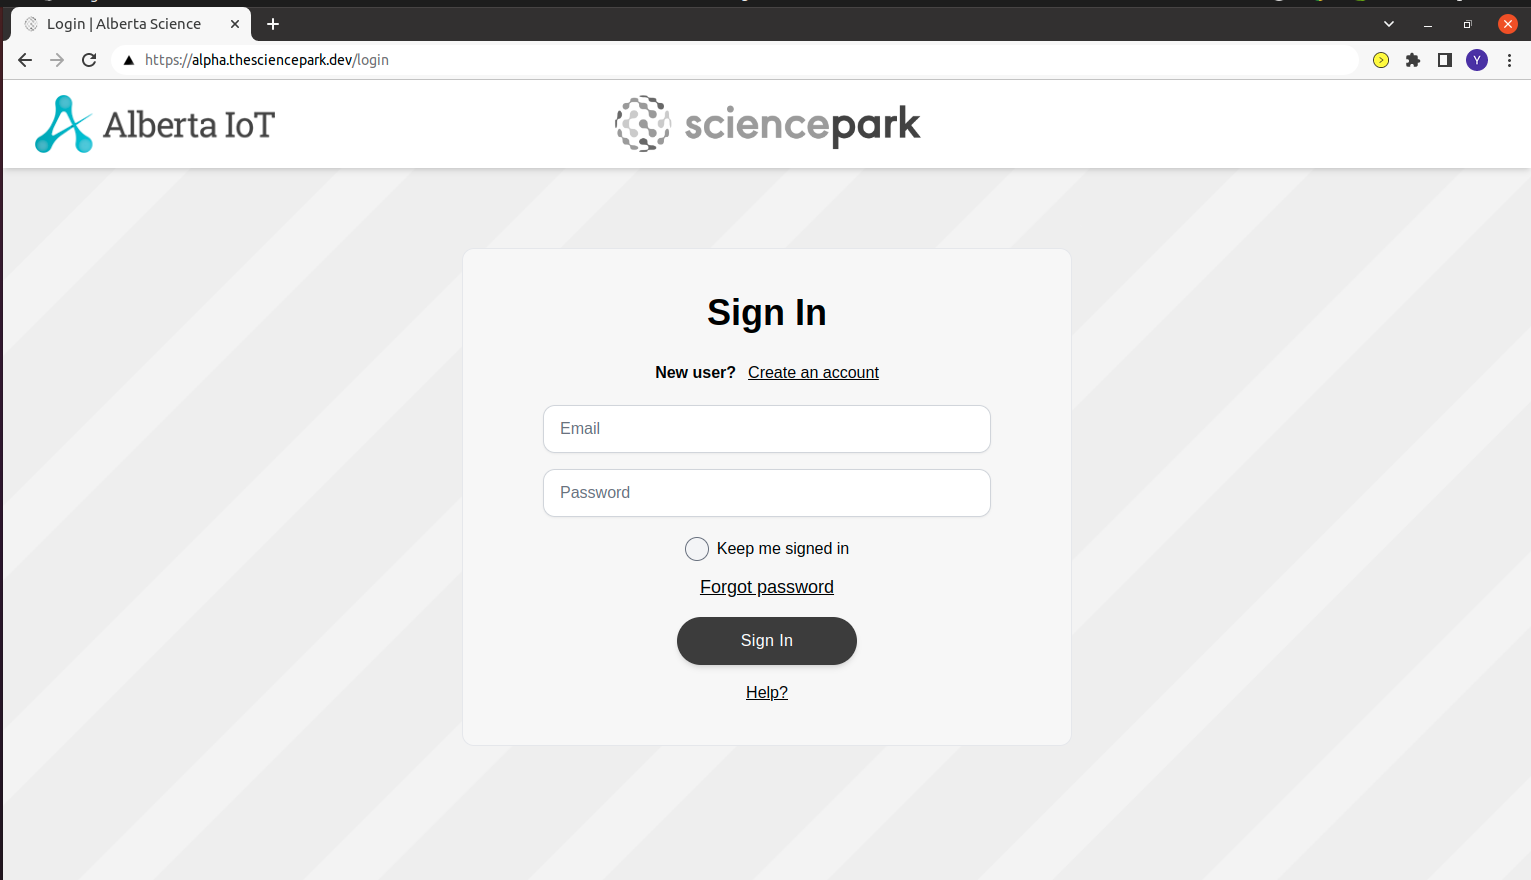 Login | Alberta Science
https://alpha.thesciencepark.dev/login
Y
Alberta IoT
sciencepark
Sign In
New user? Create an account
Email
Password
Keep me signed in
Forgot password
Sign In
Help?